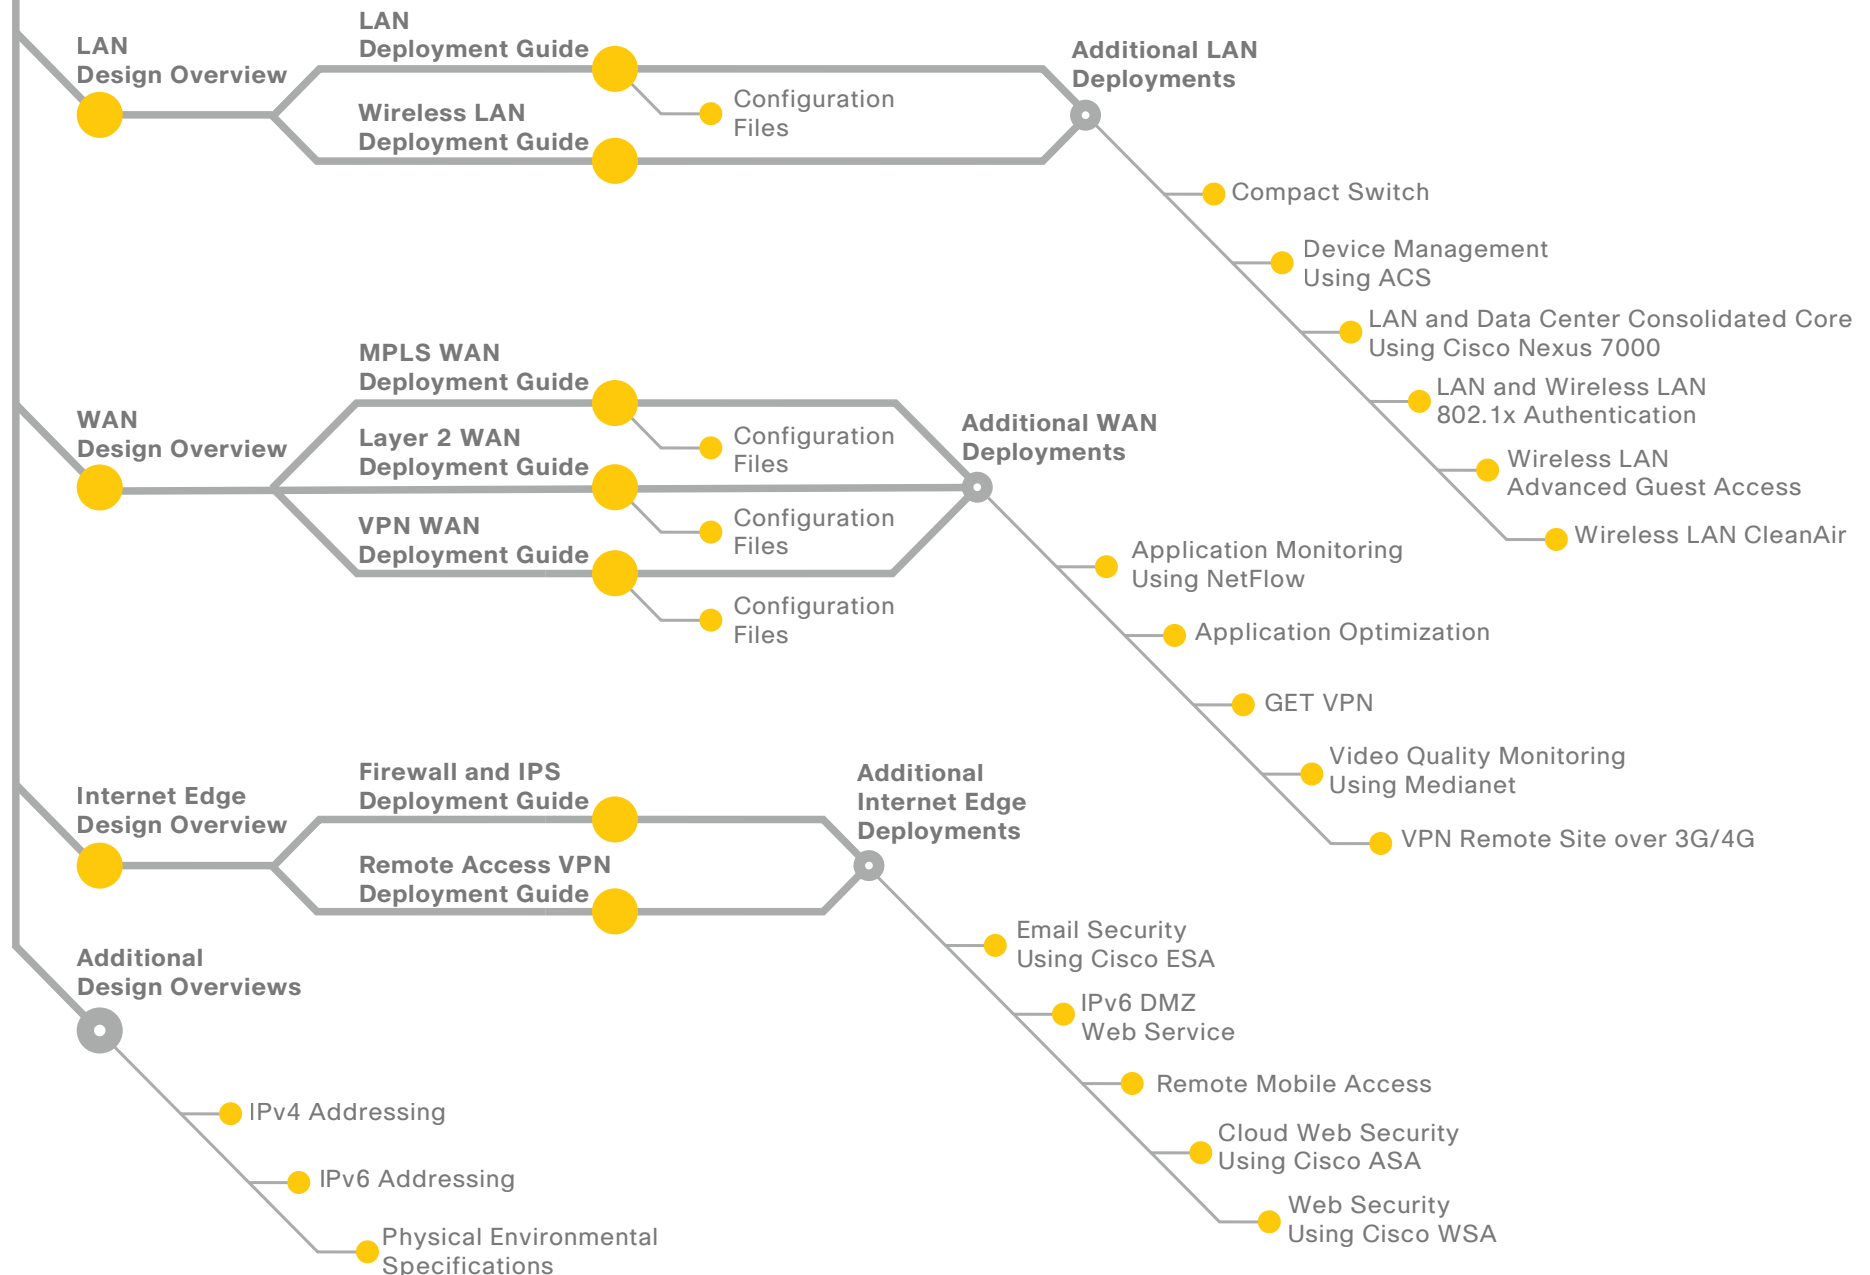 LAN
Design Overview
LAN
Deployment Guide
Configuration
Files
Wireless LAN
Deployment Guide
Additional LAN
Deployments
Compact Switch
Device Management
Using ACS
LAN and Data Center Consolidated Core
Using Cisco Nexus 7000
LAN and Wireless LAN
802.1x Authentication
Wireless LAN
Advanced Guest Access
Wireless LAN CleanAir
WAN
Design Overview
MPLS WAN
Deployment Guide
Configuration
Files
Layer 2 WAN
Deployment Guide
Configuration
Files
VPN WAN
Deployment Guide
Configuration
Files
Additional WAN
Deployments
Application Monitoring
Using NetFlow
Application Optimization
GET VPN
Video Quality Monitoring
Using Medianet
VPN Remote Site over 3G/4G
Internet Edge
Design Overview
Firewall and IPS
Deployment Guide
Remote Access VPN
Deployment Guide
Additional
Internet Edge
Deployments
Email Security
Using Cisco ESA
IPv6 DMZ
Web Service
Remote Mobile Access
Cloud Web Security
Using Cisco ASA
Web Security
Using Cisco WSA
Additional
Design Overviews
IPv4 Addressing
IPv6 Addressing
Physical Environmental
Specifications